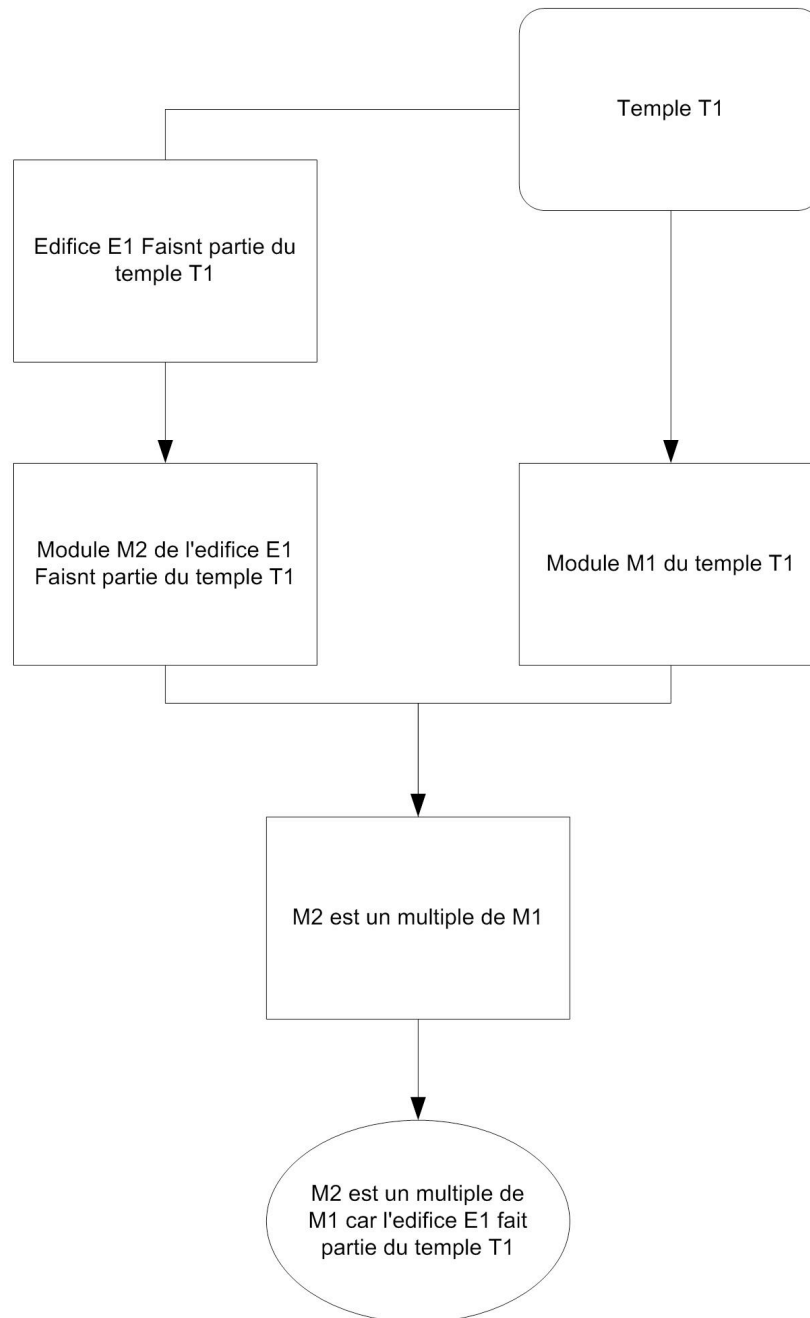 Temple T1
Edifice E1 Faisnt partie du
temple T1
Module M2 de l'edifice E1
Faisnt partie du temple T1
Module M1 du temple T1
M2 est un multiple de M1
M2 est un multiple de
M1 car l'edifice E1 fait
partie du temple T1